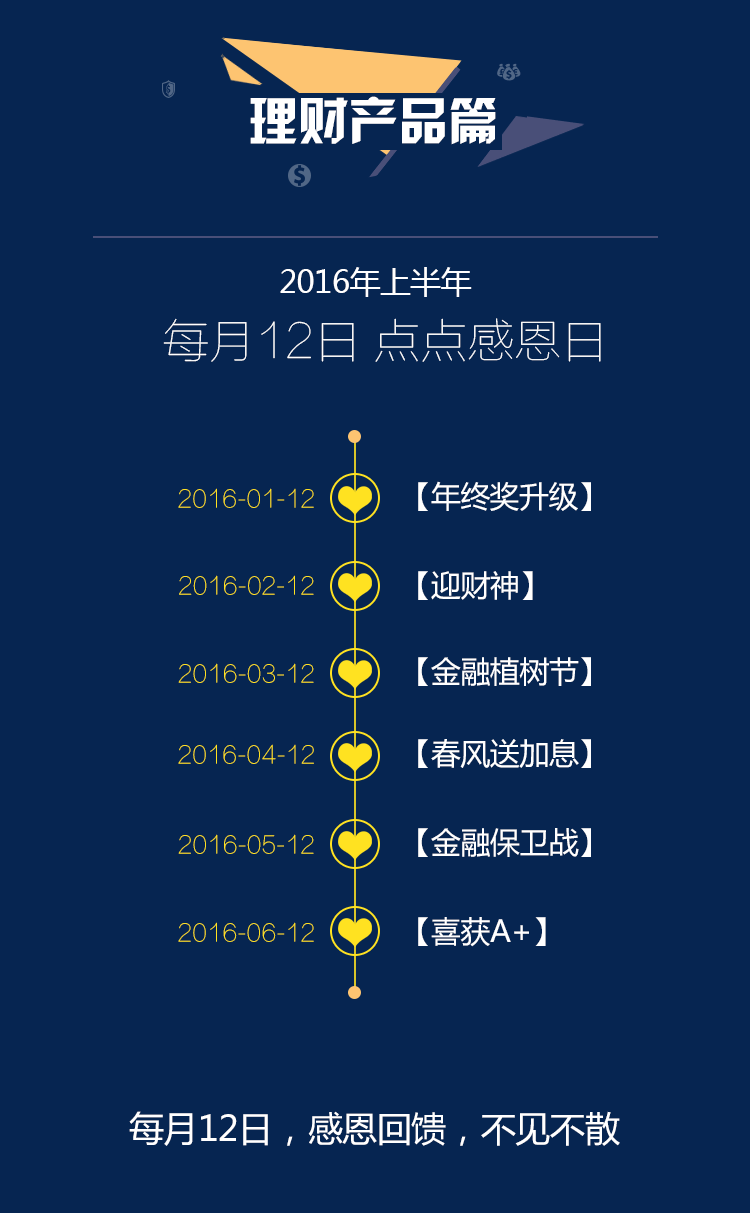 理财产品篇
2016年上半年
每月12日 点点感恩日
2016-01-12 【年终奖升级】
2016-02-12 【迎财神】
2016-03-12 【金融植树节】
2016-04-12 【春风送加息】
2016-05-12 【金融保卫战】
2016-06-12 【喜获A+】
每月12日，感恩回馈，不见不散